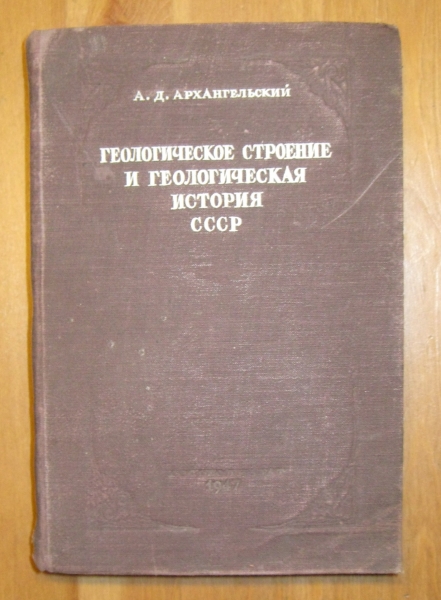 А. Д. АРХАНГЕЛЬСКИЙ
ГЕОЛОГИЧЕСКОЕ СТРОЕНИЕ
И ГЕОЛОГИЧЕСКАЯ
ИСТОРИЯ
СССР